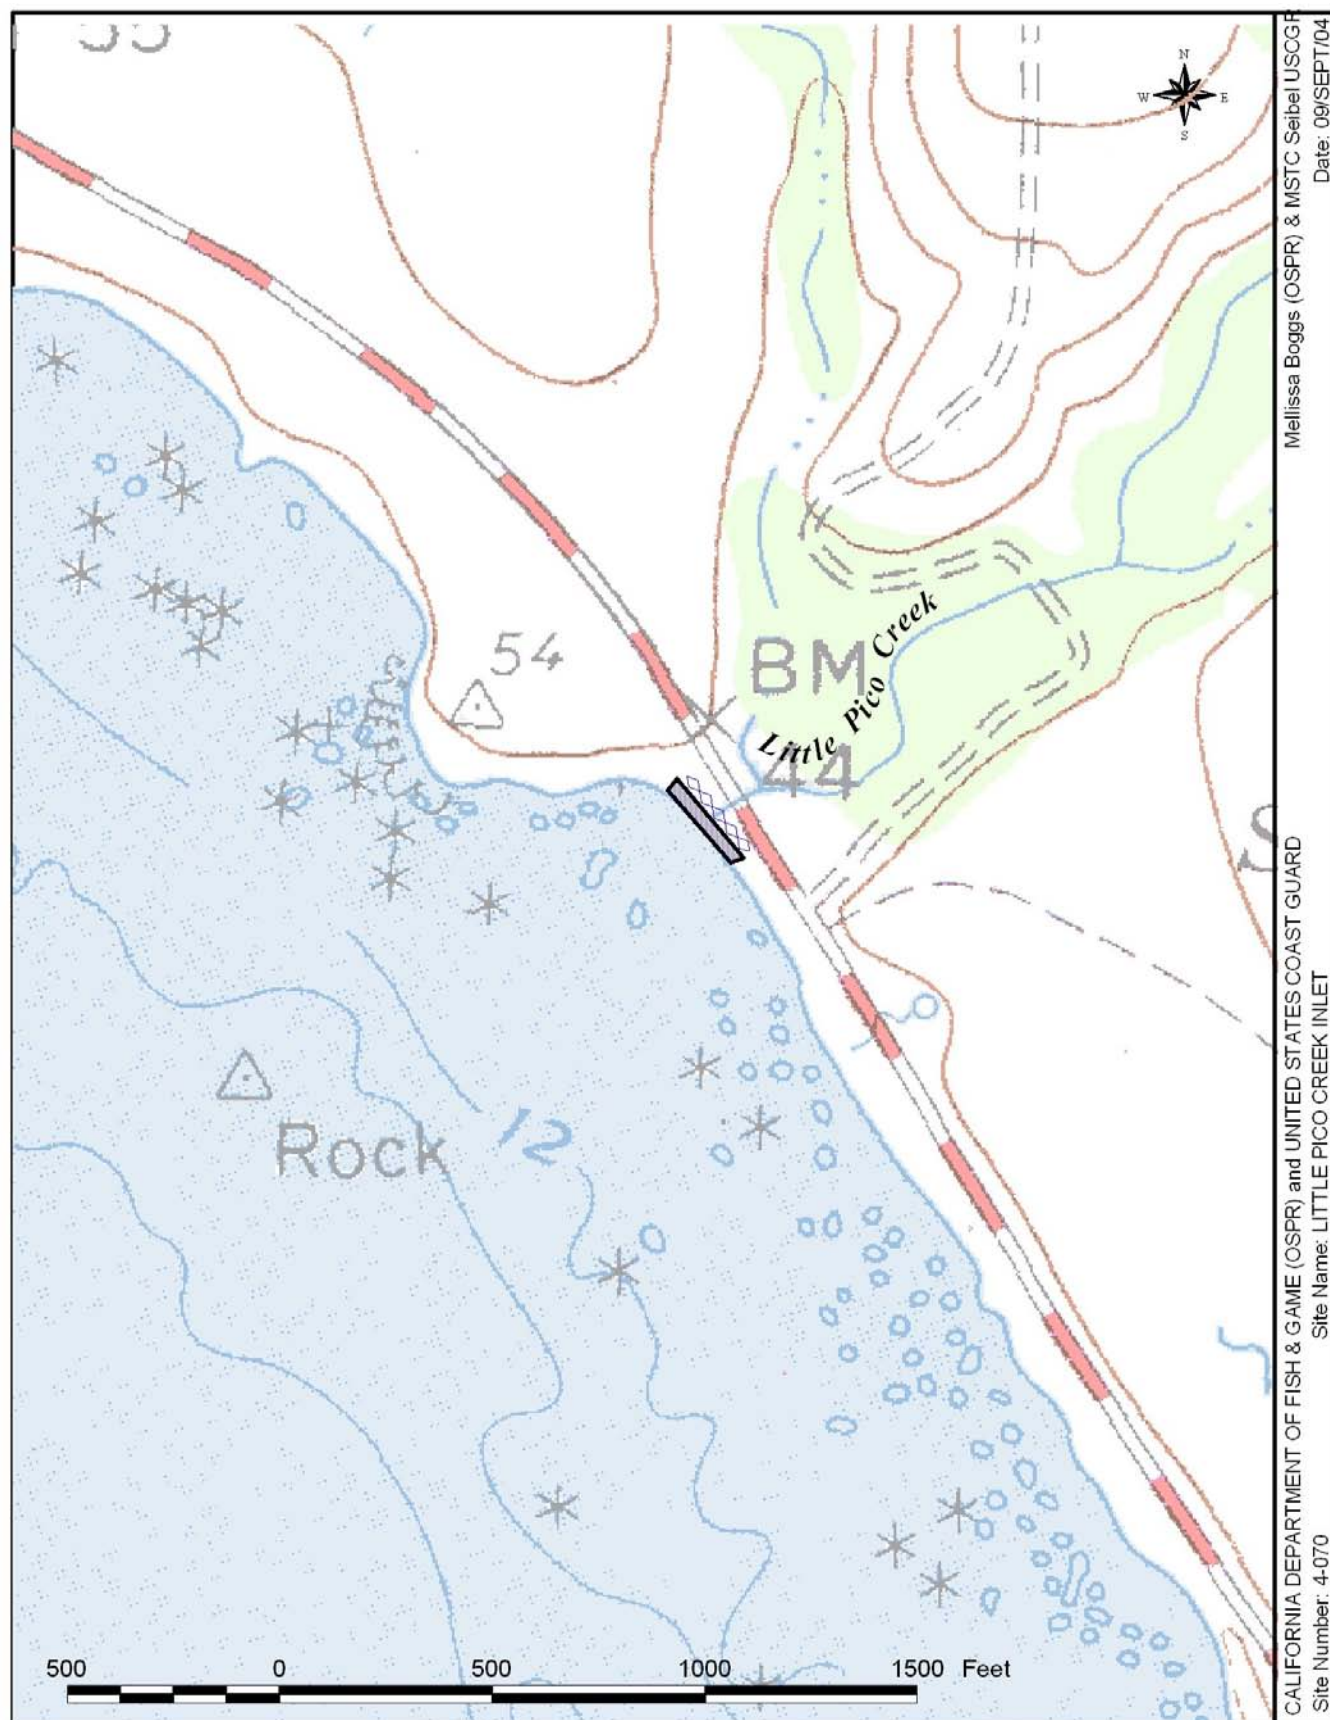 55
N
W E
S
54
BM
Little Pico Creek
44
Rock
12
500 0 500 1000 1500 Feet
Mellissa Boggs (OSPR) & MSTC Seibel USCGR
Date: 09/SEPT/04
CALIFORNIA DEPARTMENT OF FISH & GAME (OSPR) and UNITED STATES COAST GUARD
Site Name: LITTLE PICO CREEK INLET
Site Number: 4-070